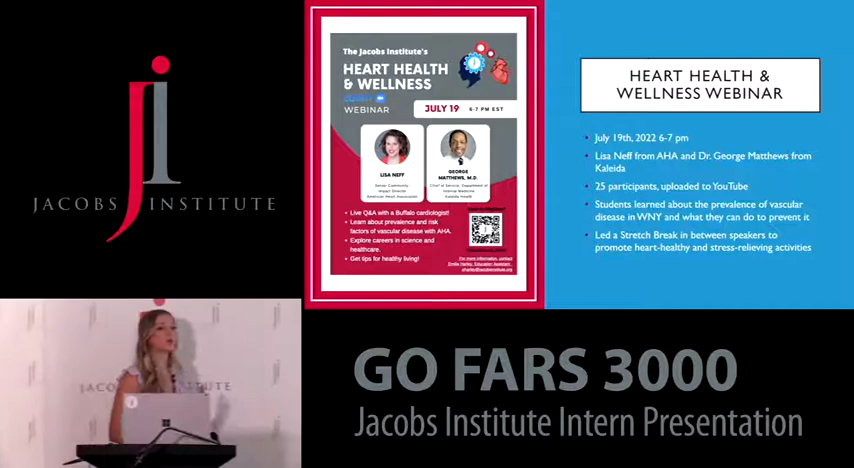 JACOBS INSTITUTE
The Jacobs Institute's
HEART HEALTH
& WELLNESS
WEBINAR
JULY 19 6-7 PM EST
LISA NEFF
Senior Community
Impact Director
American Heart Association
GEORGE
MATTHEWS, M.D.
Chief of Service, Department of
Internal Medicine
Kaleida Health
• Live Q&A with a Buffalo cardiologist!
• Learn about prevalence and risk
factors of vascular disease with AHA.
• Explore careers in science and
healthcare.
• Get tips for healthy living!
For more information, contact
HEART HEALTH &
WELLNESS WEBINAR
• July 19th, 2022 6-7 pm
• Lisa Neff from AHA and Dr. George Matthews from
Kaleida
• 25 participants, uploaded to YouTube
• Students learned about the prevalence of vascular
disease in WNY and what they can do to prevent it
• Led a Stretch Break in between speakers to
promote heart-healthy and stress-relieving activities
JACO
INSTITUTE
GO FARS 3000
Jacobs Institute Intern Presentation